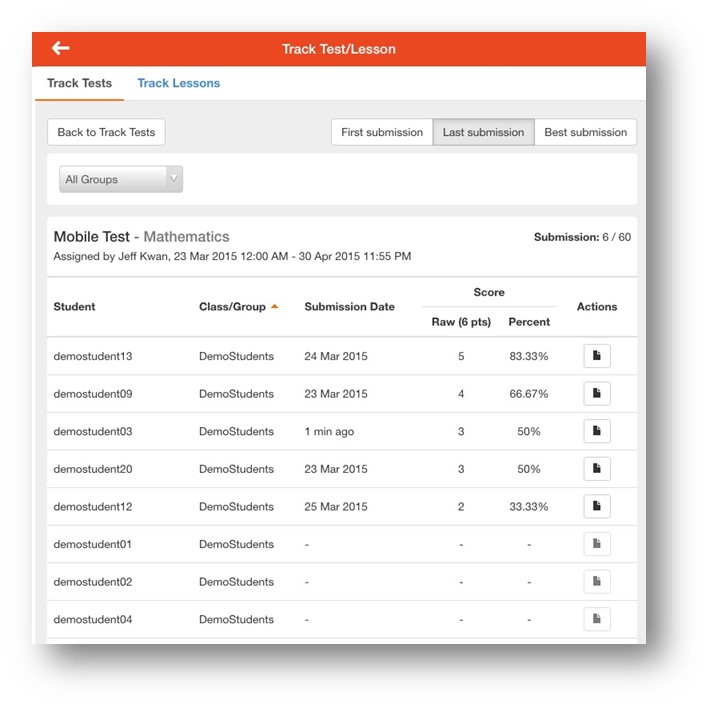 Track Test/Lesson
Track Tests Track Lessons
Back to Track Tests First submission Last submission Best submission
All Groups
Mobile Test - Mathematics Submission: 6 / 60
Assigned by Jeff Kwan, 23 Mar 2015 12:00 AM - 30 Apr 2015 11:55 PM
Score
Student Class/Group Submission Date Actions
Raw (6 pts) Percent
demostudent13 DemoStudents 24 Mar 2015 5 83.33%
demostudent09 DemoStudents 23 Mar 2015 4 66.67%
demostudent03 DemoStudents 1 min ago 3 50%
demostudent20 DemoStudents 23 Mar 2015 3 50%
demostudent12 DemoStudents 25 Mar 2015 2 33.33%
demostudent01 DemoStudents - - -
demostudent02 DemoStudents - - -
demostudent04 DemoStudents - - -